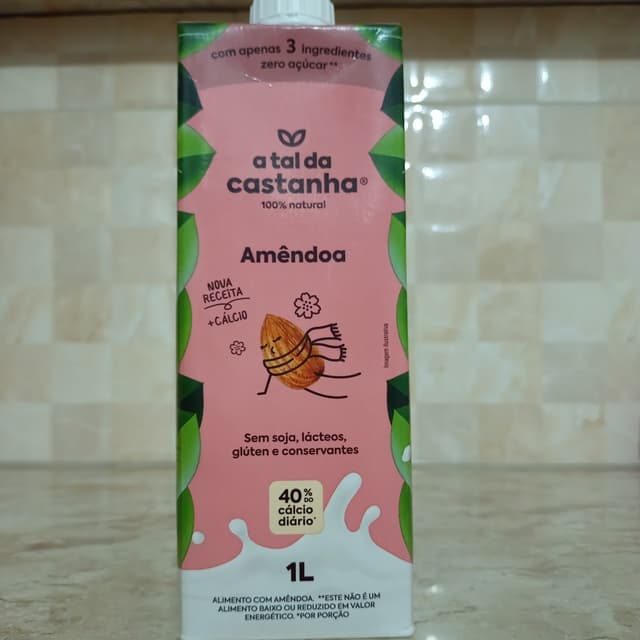 com apenas 3 ingredientes
zero açúcar**
a tal da
castanha®
100% natural
Amêndoa
NOVA
RECEITA
+CÁLCIO
Imagem ilustrativa
Sem soja, lácteos,
glúten e conservantes
40% DO
cálcio
diário*
1L
ALIMENTO COM AMÊNDOA. **ESTE NÃO É UM
ALIMENTO BAIXO OU REDUZIDO EM VALOR
ENERGÉTICO. *POR PORÇÃO